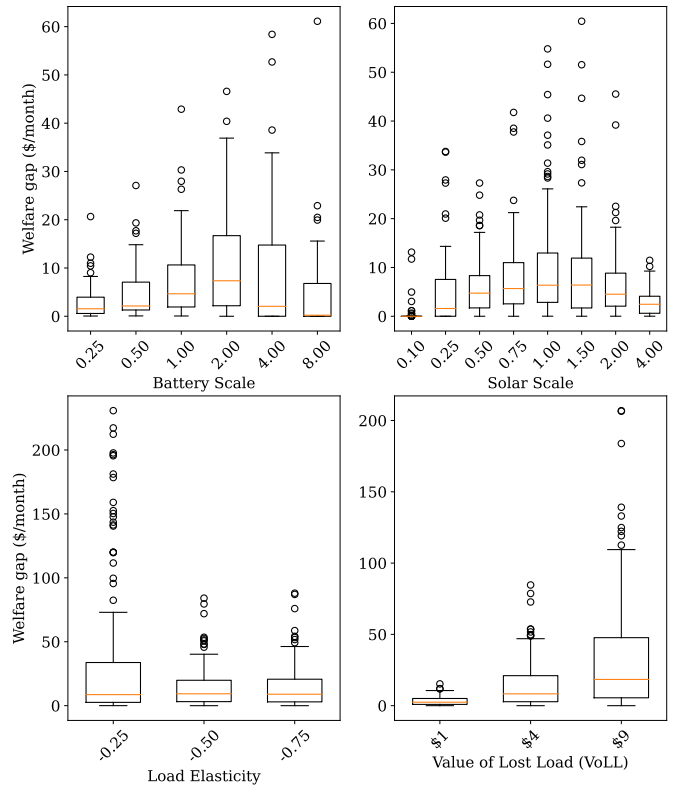 Welfare gap ($/month)
60
50
40
30
20
10
0
0.25 0.50 1.00 2.00 4.00 8.00
Battery Scale
60
50
40
30
20
10
0
0.10 0.25 0.50 0.75 1.00 1.50 2.00 4.00
Solar Scale
Welfare gap ($/month)
200
150
100
50
0
-0.25 -0.50 -0.75
Load Elasticity
200
150
100
50
0
$1 $4 $9
Value of Lost Load (VoLL)